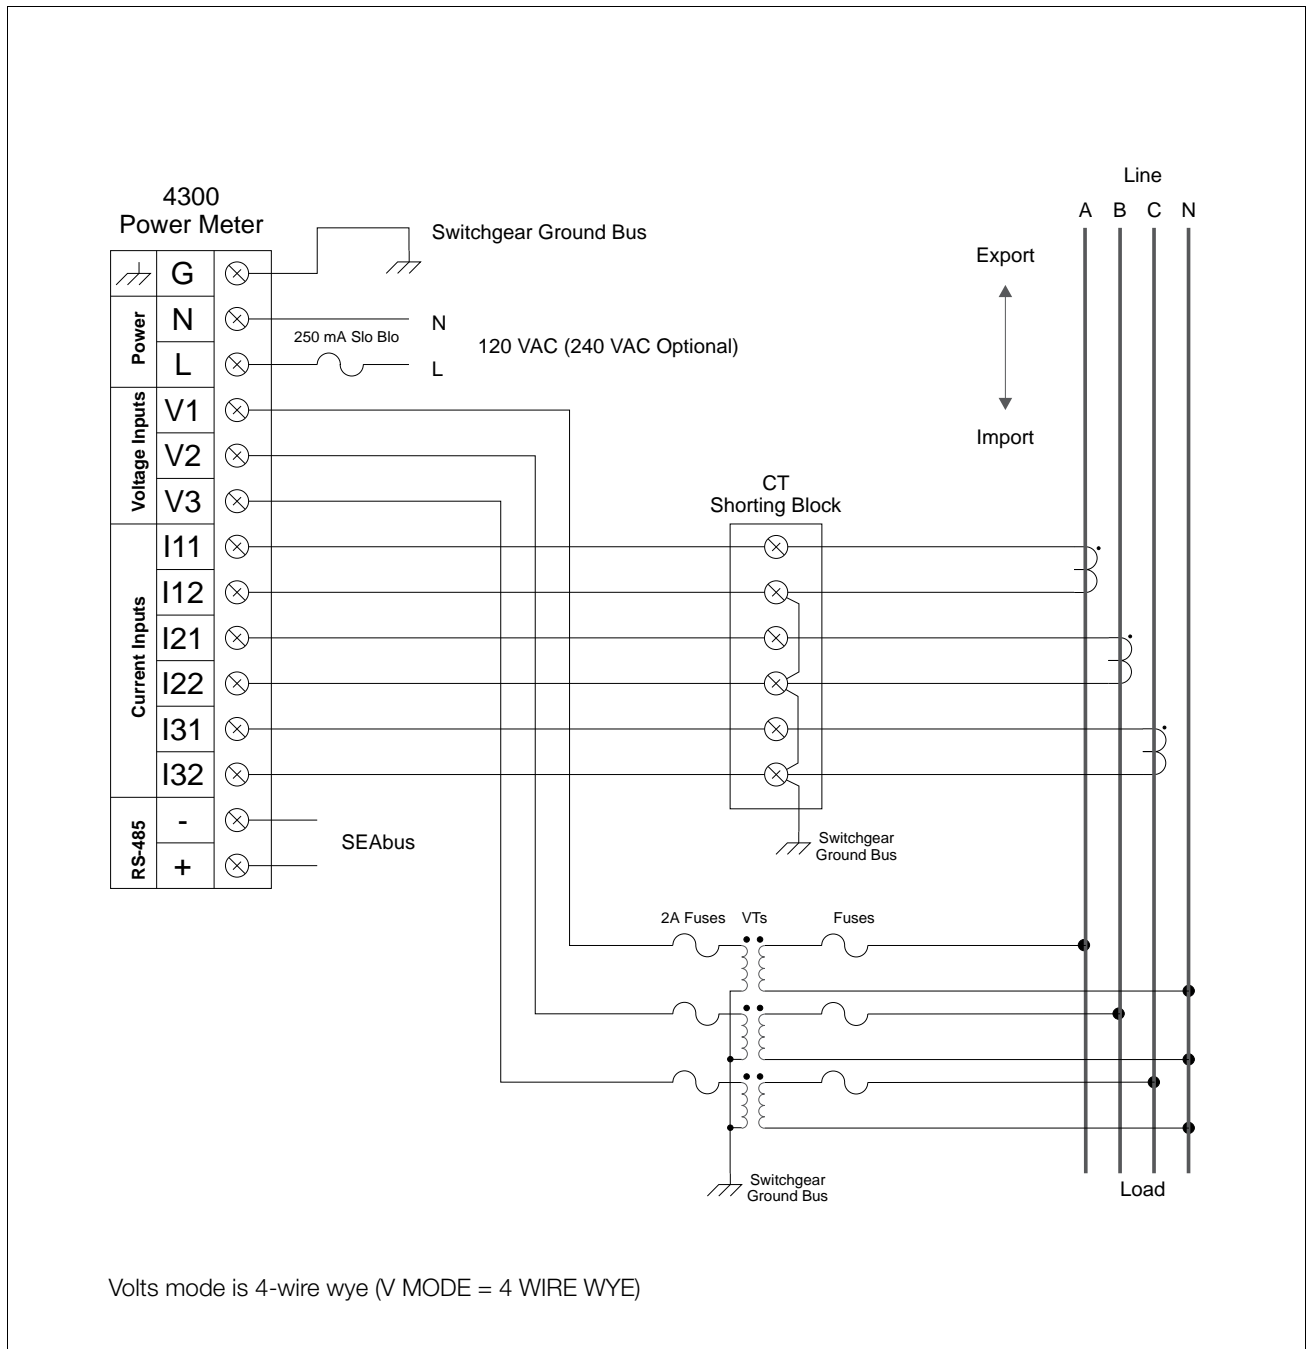 Line
A B C N
4300
Power Meter
Switchgear Ground Bus
Export
G
Power
N
N
250 mA Slo Blo
120 VAC (240 VAC Optional)
L
L
Import
Voltage Inputs
V1
V2
V3
CT
Shorting Block
Current Inputs
I11
I12
I21
I22
I31
I32
RS-485
-
+
SEAbus
Switchgear
Ground Bus
2A Fuses VTs Fuses
Switchgear
Ground Bus
Load
Volts mode is 4-wire wye (V MODE = 4 WIRE WYE)